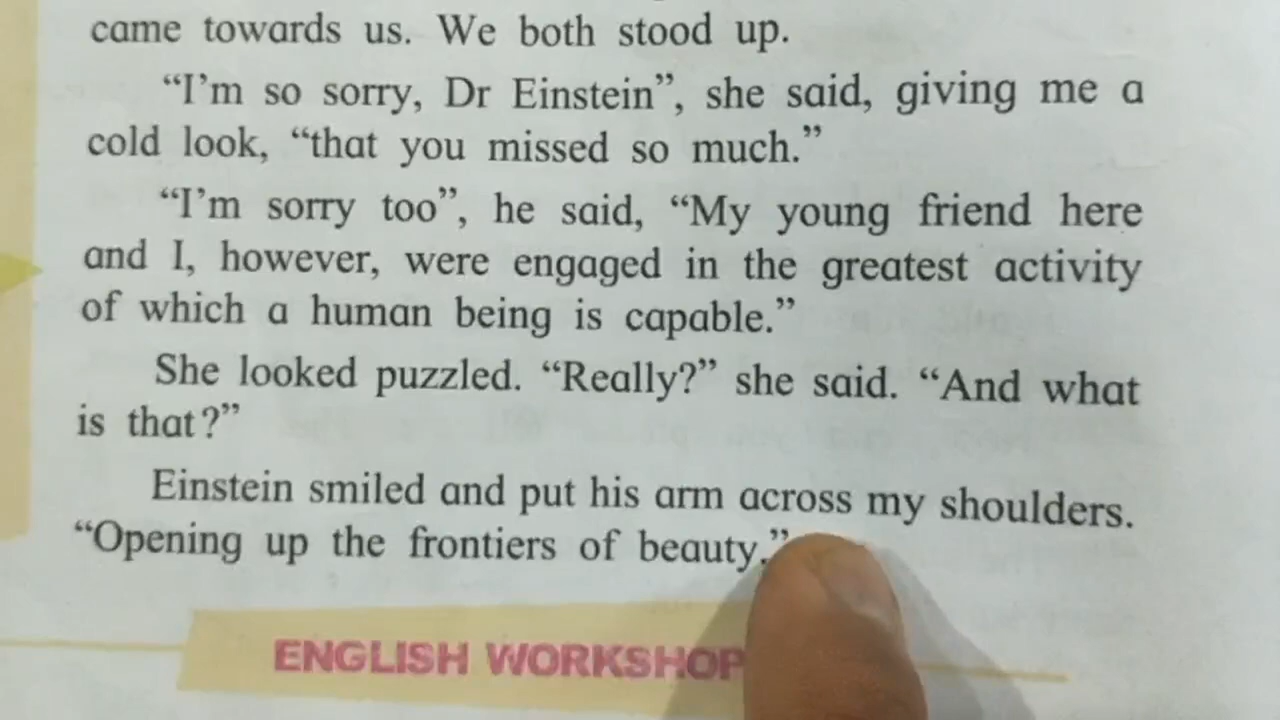 came towards us. We both stood up.
“I’m so sorry, Dr Einstein”, she said, giving me a
cold look, “that you missed so much.”
“I’m sorry too”, he said, “My young friend here
and I, however, were engaged in the greatest activity
of which a human being is capable.”
She looked puzzled. “Really?” she said. “And what
is that?”
Einstein smiled and put his arm across my shoulders.
“Opening up the frontiers of beauty.”
ENGLISH WORKSHOP